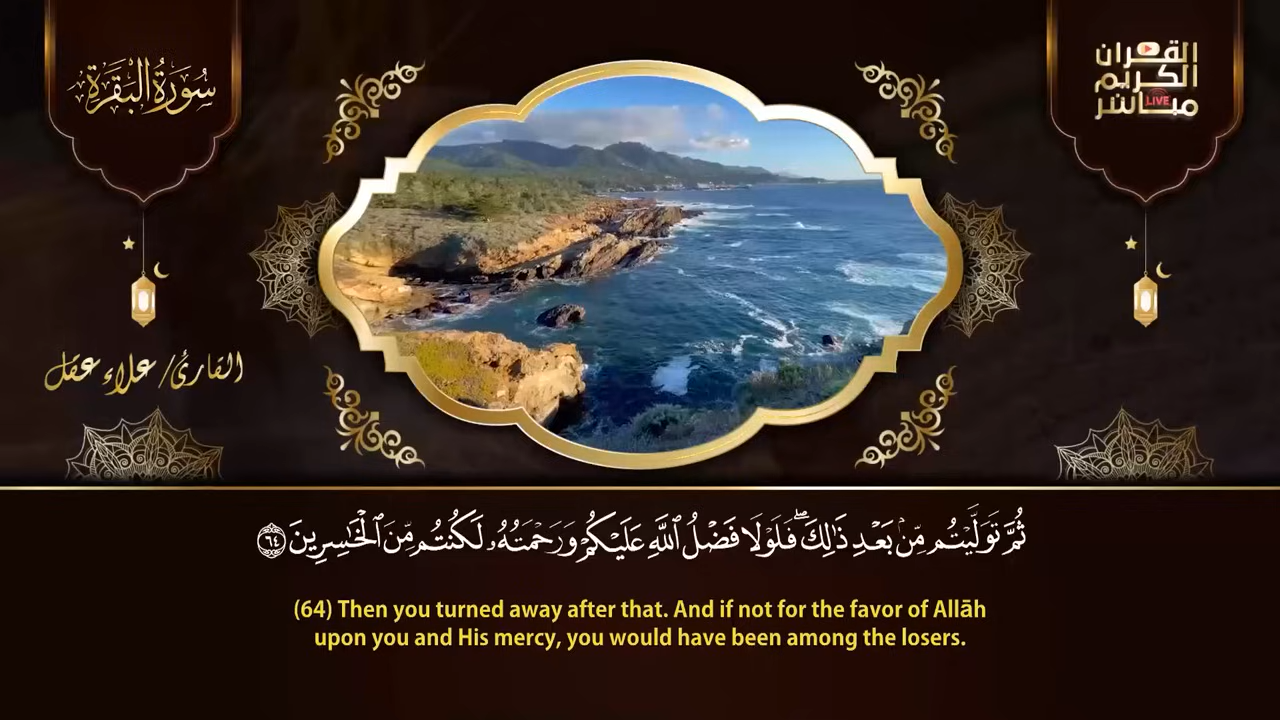 سُورَةُ البَقَرَةِ
القرآن
الكريم
مباشر
LIVE
القارئ/ علاء عقل
ثُمَّ تَوَلَّيْتُم مِّنۢ بَعْدِ ذَٰلِكَ ۖ فَلَوْلَا فَضْلُ ٱللَّهِ عَلَيْكُمْ وَرَحْمَتُهُۥ لَكُنتُم مِّنَ ٱلْخَٰسِرِينَ ٦٤
(64) Then you turned away after that. And if not for the favor of Allāh
upon you and His mercy, you would have been among the losers.